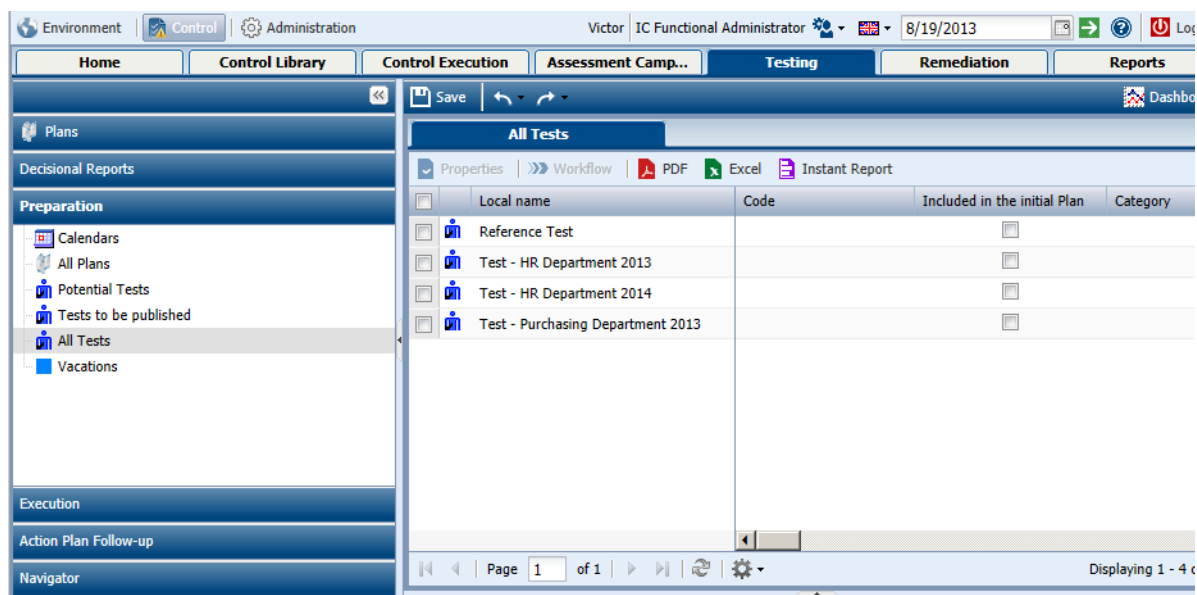 Environment Control Administration Victor IC Functional Administrator 8/19/2013
Home Control Library Control Execution Assessment Camp... Testing Remediation Reports
Save
Plans
Decisional Reports
Preparation
Calendars
All Plans
Potential Tests
Tests to be published
All Tests
Vacations
Execution
Action Plan Follow-up
Navigator
All Tests
Properties Workflow PDF Excel Instant Report
Local name Code Included in the initial Plan Category
Reference Test
Test - HR Department 2013
Test - HR Department 2014
Test - Purchasing Department 2013
Page 1 of 1 Displaying 1 - 4